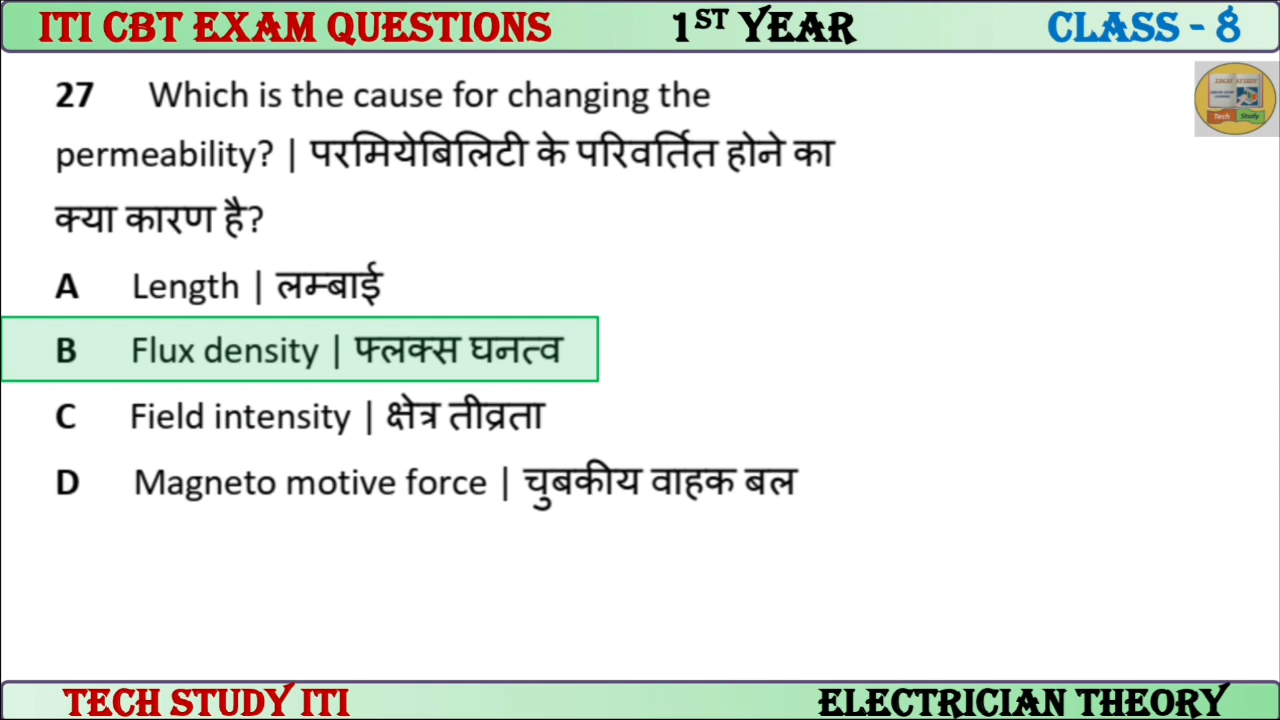 ITI CBT EXAM QUESTIONS 1ST YEAR CLASS - 8
27 Which is the cause for changing the
permeability? | परमियेबिलिटी के परिवर्तित होने का
क्या कारण है?
A Length | लम्बाई
B Flux density | फ्लक्स घनत्व
C Field intensity | क्षेत्र तीव्रता
D Magneto motive force | चुबकीय वाहक बल
Tech Study
TECH STUDY ITI ELECTRICIAN THEORY